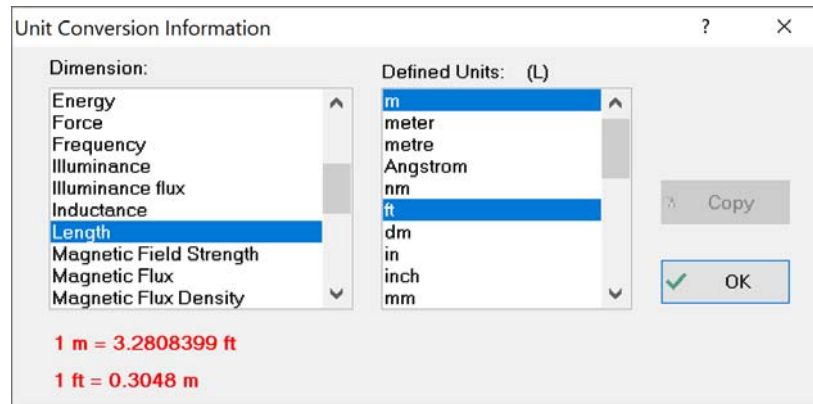 Unit Conversion Information
?
Dimension:
Energy
Force
Frequency
Illuminance
Illuminance flux
Inductance
Length
Magnetic Field Strength
Magnetic Flux
Magnetic Flux Density
Defined Units: (L)
m
meter
metre
Angstrom
nm
ft
dm
in
inch
mm
Copy
OK
1 m = 3.2808399 ft
1 ft = 0.3048 m